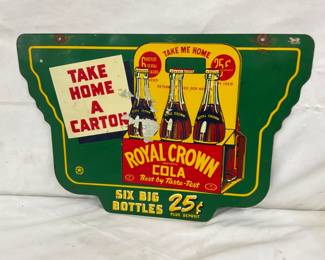 TAKE ME HOME
6
25¢
TAKE
HOME
A
CARTON
ROYAL CROWN
COLA
Best by Taste-Test
SIX BIG
BOTTLES
25¢
PLUS DEPOSIT